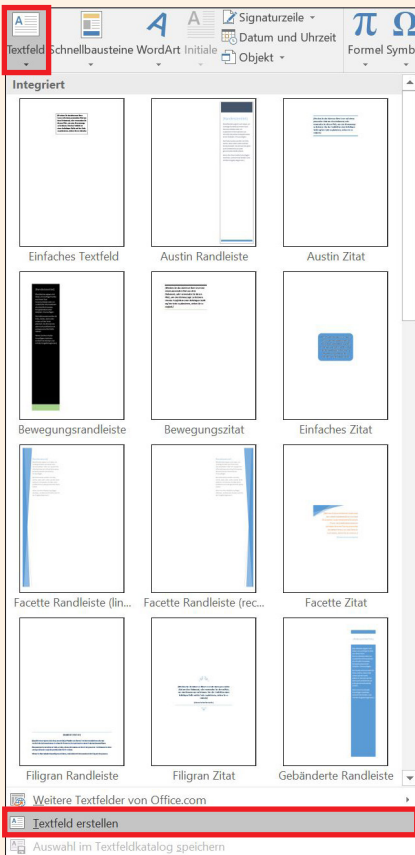 Signaturzeile
Datum und Uhrzeit
Objekt
Textfeld Schnellbausteine WordArt Initiale Formel Symb
Integriert
Einfaches Textfeld Austin Randleiste Austin Zitat
Bewegungsrandleiste Bewegungszitat Einfaches Zitat
Facette Randleiste (lin... Facette Randleiste (rec... Facette Zitat
Filigran Randleiste Filigran Zitat Gebänderte Randleiste
Weitere Textfelder von Office.com
Textfeld erstellen
Auswahl im Textfeldkatalog speichern